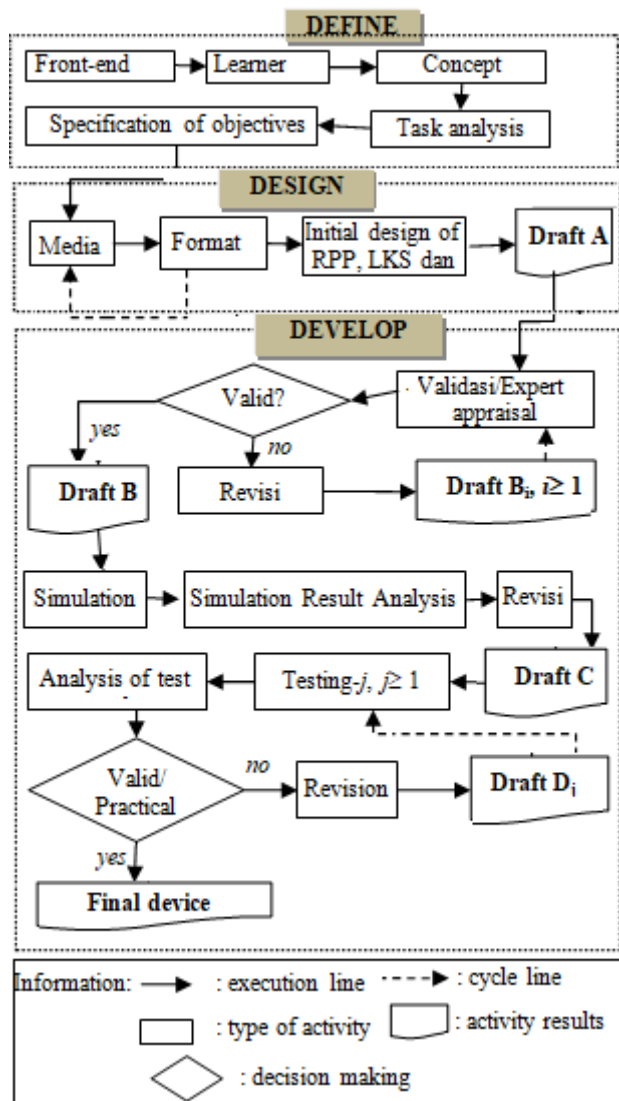 DEFINE
Front-end
Learner
Concept
Specification of objectives
Task analysis
DESIGN
Media
Format
Initial design of
RPP, LKS dan
Draft A
DEVELOP
Valid?
Validasi/Expert
appraisal
yes
no
Draft B
Revisi
Draft Bᵢ, i≥ 1
Simulation
Simulation Result Analysis
Revisi
Analysis of test
Testing-j, j≥ 1
Draft C
Valid/
Practical
no
Revision
Draft Dᵢ
yes
Final device
Information:
: execution line
: cycle line
: type of activity
: activity results
: decision making